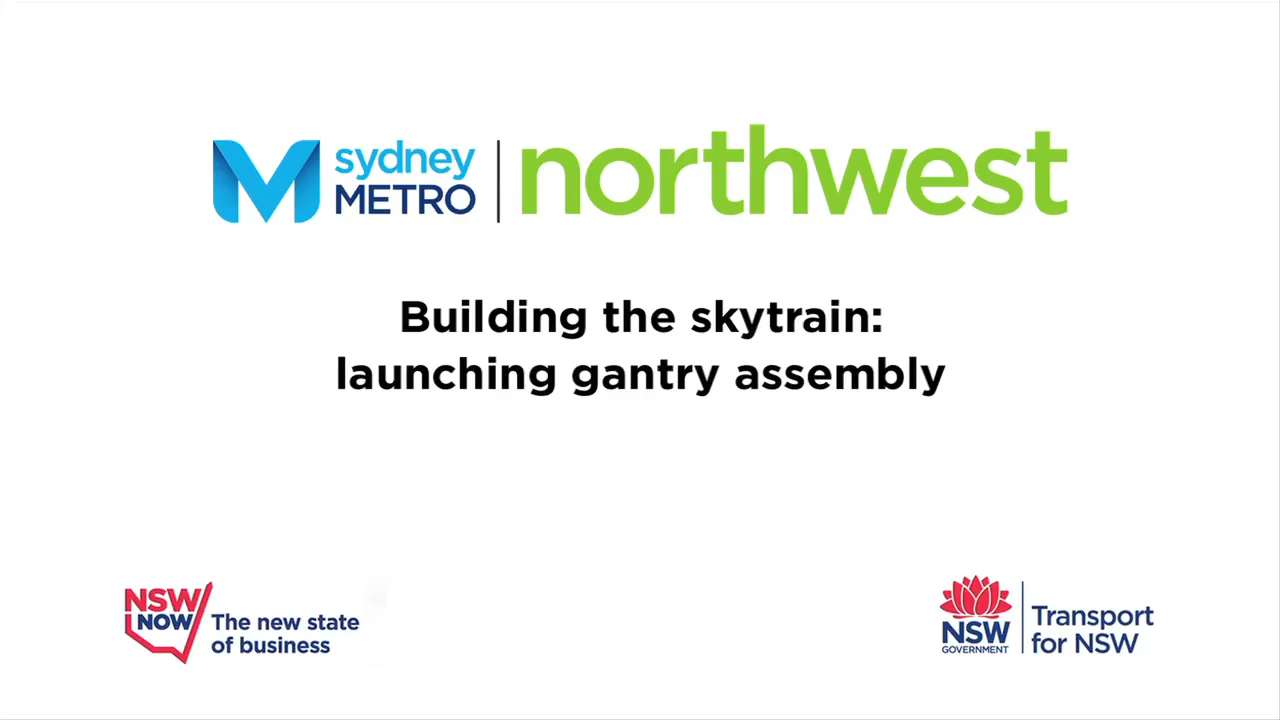 sydney
METRO
northwest
Building the skytrain:
launching gantry assembly
NSW
NOW
The new state
of business
NSW
GOVERNMENT
Transport
for NSW